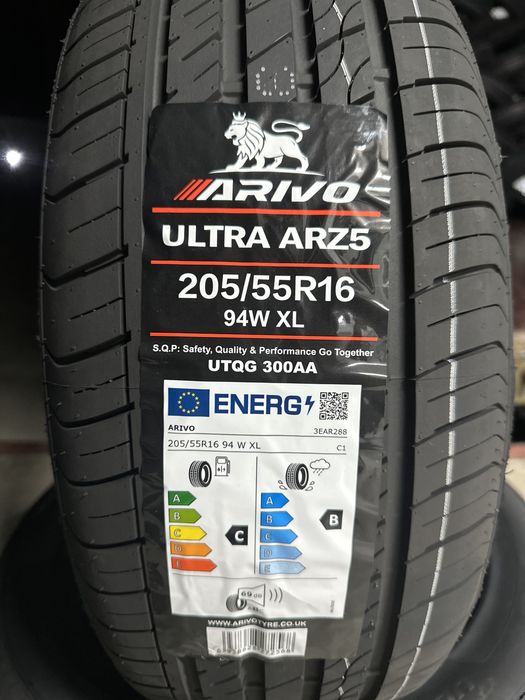 ARIVO
ULTRA ARZ5
205/55R16
94W XL
S.Q.P: Safety, Quality & Performance Go Together
UTQG 300AA
ENERG
ARIVO 3EAR288
205/55R16 94 W XL C1
A
B
C
D
E
C
A
B
C
D
E
B
69 dB
WWW.ARIVOTYRE.CO.UK